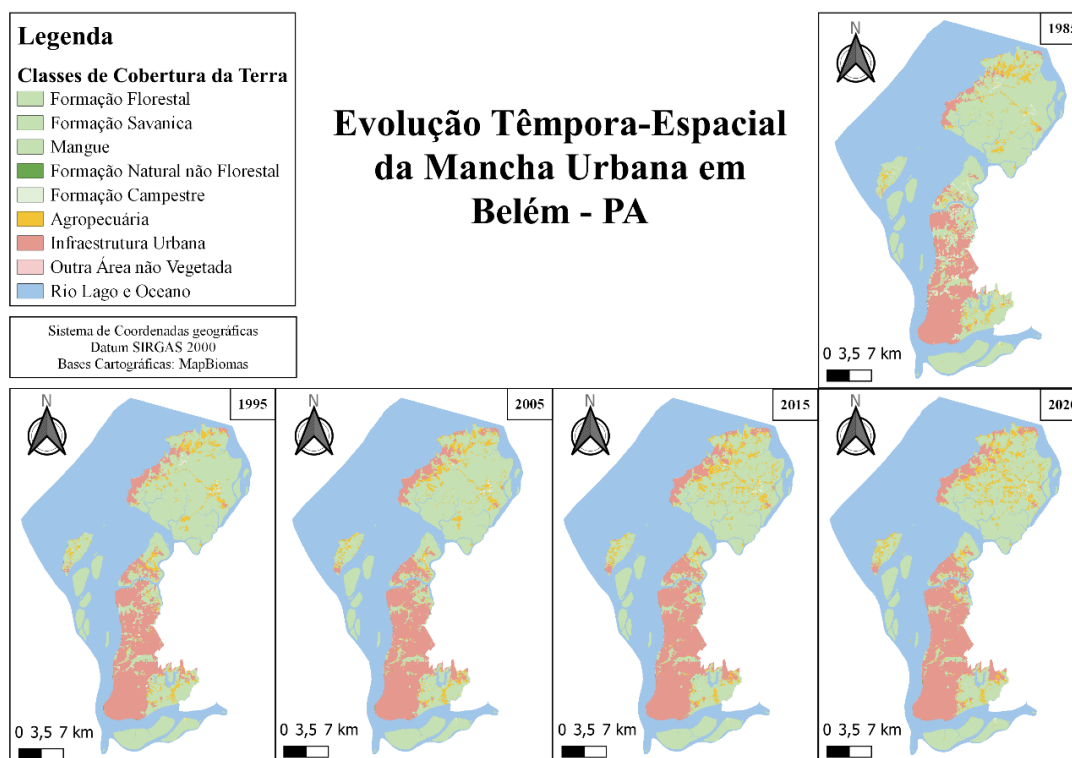 Legenda
Classes de Cobertura da Terra
Formação Florestal
Formação Savanica
Mangue
Formação Natural não Florestal
Formação Campestre
Agropecuária
Infraestrutura Urbana
Outra Área não Vegetada
Rio Lago e Oceano
Sistema de Coordenadas geográficas
Datum SIRGAS 2000
Bases Cartográficas: MapBiomas
Evolução Têmpora-Espacial
da Mancha Urbana em
Belém - PA
N
1985
0 3,5 7 km
N
1995
0 3,5 7 km
N
2005
0 3,5 7 km
N
2015
0 3,5 7 km
N
2020
0 3,5 7 km